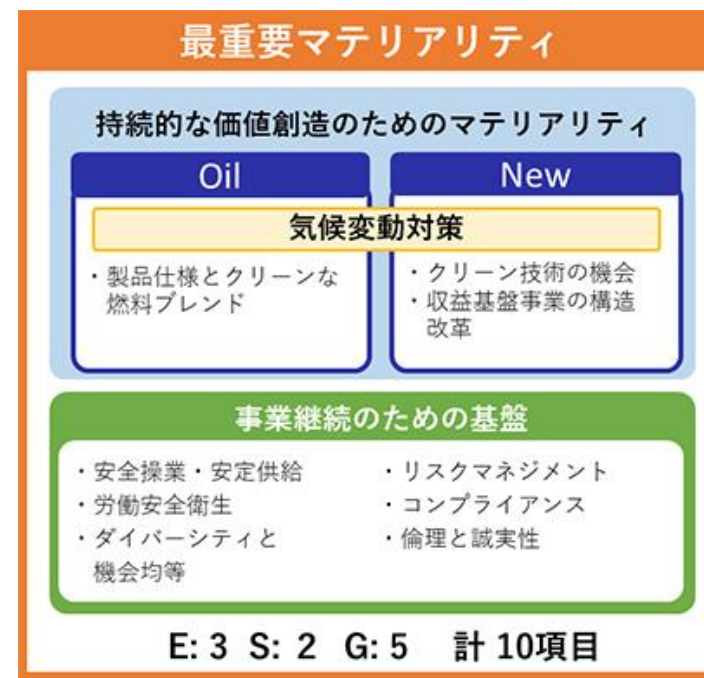 最重要マテリアリティ
持続的な価値創造のためのマテリアリティ
Oil
New
気候変動対策
・製品仕様とクリーンな
燃料ブレンド
・クリーン技術の機会
・収益基盤事業の構造
改革
事業継続のための基盤
・安全操業・安定供給
・労働安全衛生
・ダイバーシティと
機会均等
・リスクマネジメント
・コンプライアンス
・倫理と誠実性
E: 3 S: 2 G: 5 計 10項目